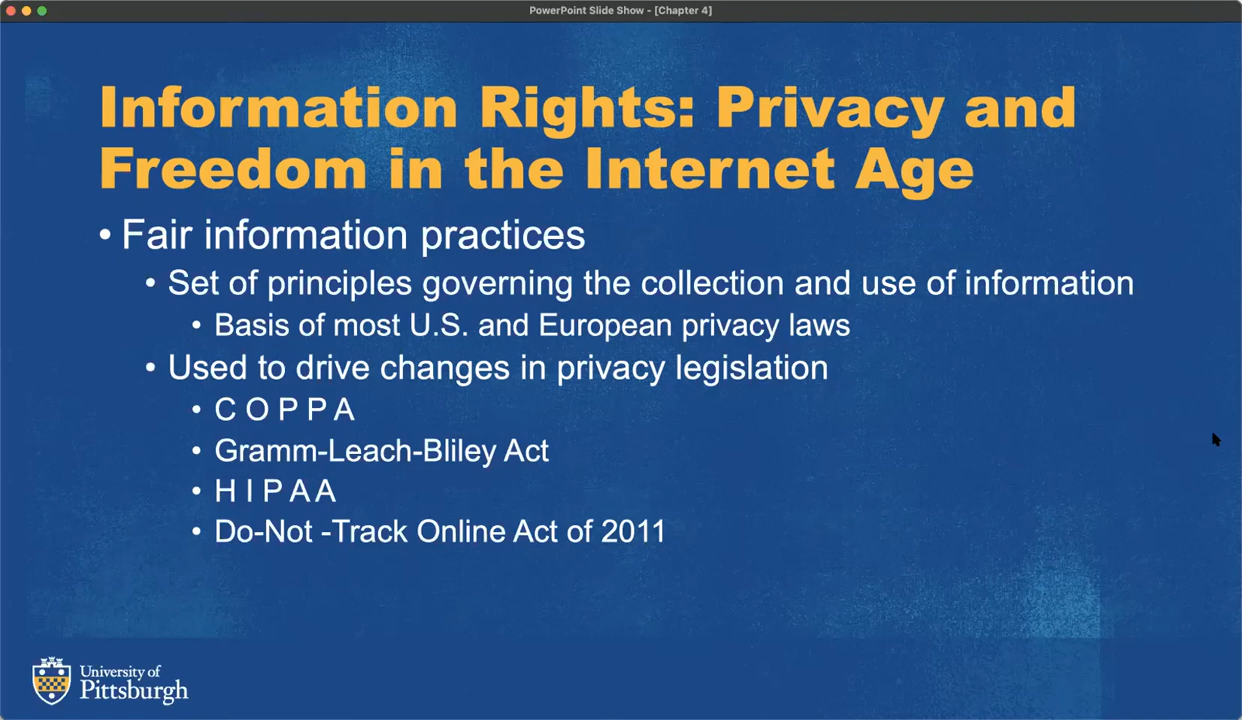 PowerPoint Slide Show - [Chapter 4]
Information Rights: Privacy and
Freedom in the Internet Age
• Fair information practices
• Set of principles governing the collection and use of information
• Basis of most U.S. and European privacy laws
• Used to drive changes in privacy legislation
• C O P P A
• Gramm-Leach-Bliley Act
• H I P A A
• Do-Not -Track Online Act of 2011
University of
Pittsburgh